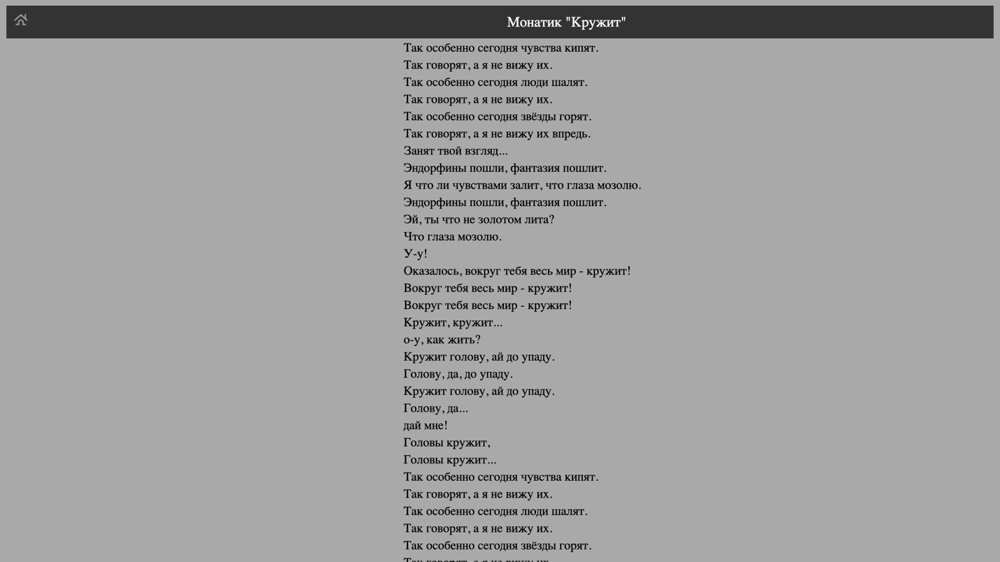 Монатик "Кружит"
Так особенно сегодня чувства кипят.
Так говорят, а я не вижу их.
Так особенно сегодня люди шалят.
Так говорят, а я не вижу их.
Так особенно сегодня звёзды горят.
Так говорят, а я не вижу их впредь.
Занят твой взгляд...
Эндорфины пошли, фантазия пошлит.
Я что ли чувствами залит, что глаза мозолю.
Эндорфины пошли, фантазия пошлит.
Эй, ты что не золотом лита?
Что глаза мозолю.
У-у!
Оказалось, вокруг тебя весь мир - кружит!
Вокруг тебя весь мир - кружит!
Вокруг тебя весь мир - кружит!
Кружит, кружит...
о-у, как жить?
Кружит голову, ай до упаду.
Голову, да, до упаду.
Кружит голову, ай до упаду.
Голову, да...
дай мне!
Головы кружит,
Головы кружит...
Так особенно сегодня чувства кипят.
Так говорят, а я не вижу их.
Так особенно сегодня люди шалят.
Так говорят, а я не вижу их.
Так особенно сегодня звёзды горят.
Так говорят, а я не вижу их